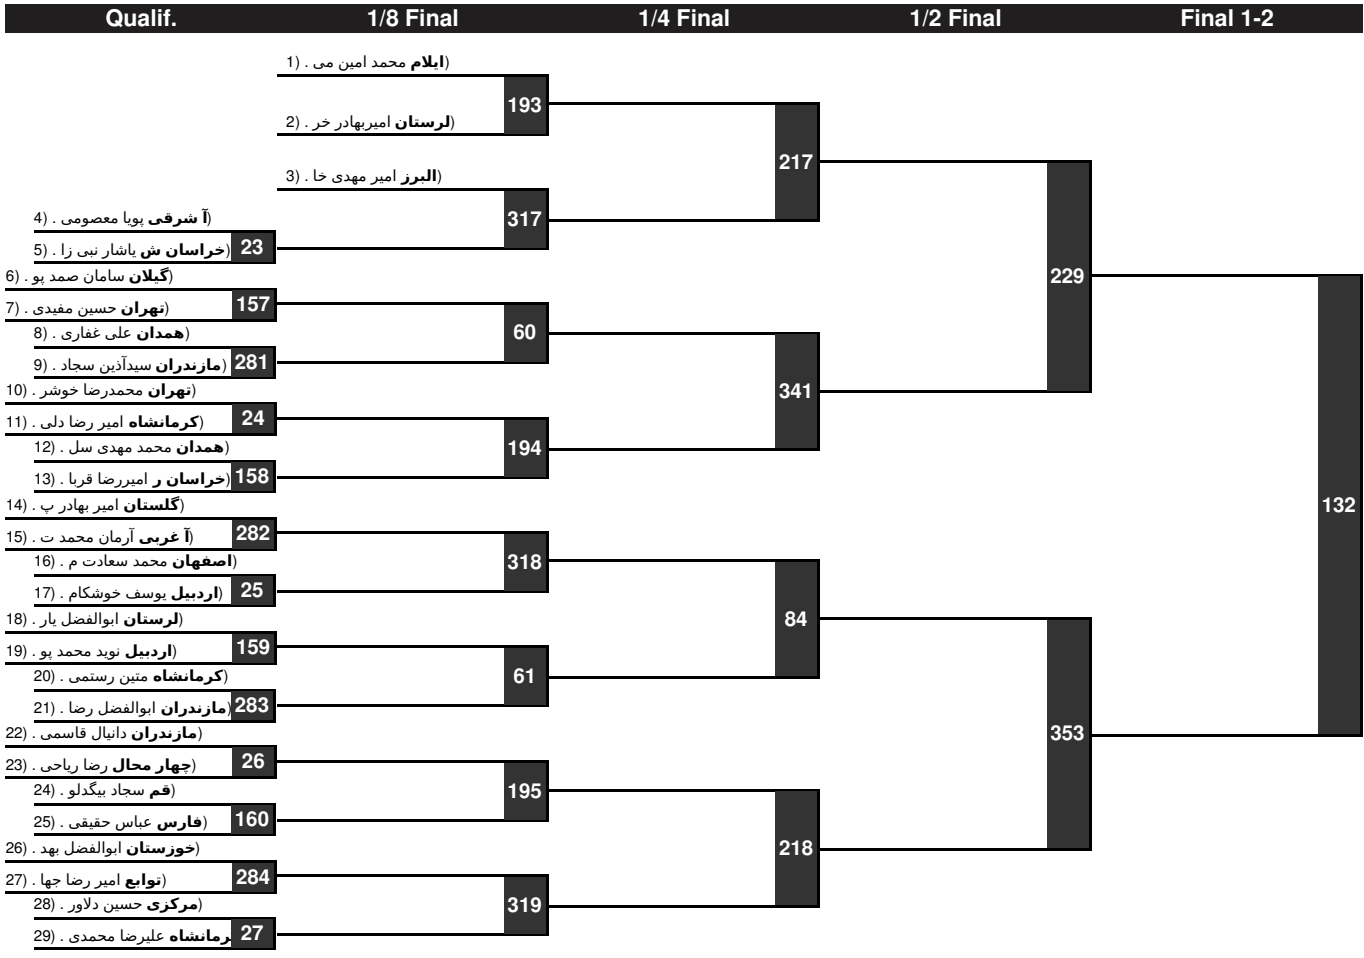 Qualif. 1/8 Final 1/4 Final 1/2 Final Final 1-2
1) . ایلام محمد امین می)
193
2) . لرستان امیربهادر خر)
217
3) . البرز امیر مهدی خا)
317
4) . آ شرقی پویا معصومی)
23
5) . خراسان ش یاشار نبی زا)
229
6) . گیلان سامان صمد پو)
157
7) . تهران حسین مفیدی)
60
8) . همدان علی غفاری)
281
9) . مازندران سیدآذین سجاد)
341
10) . تهران محمدرضا خوشر)
24
11) . کرمانشاه امیر رضا دلی)
194
12) . همدان محمد مهدی سل)
158
13) . خراسان ر امیررضا قربا)
132
14) . گلستان امیر بهادر پ)
282
15) . آ غربی آرمان محمد ت)
318
16) . اصفهان محمد سعادت م)
25
17) . اردبیل یوسف خوشکام)
84
18) . لرستان ابوالفضل یار)
159
19) . اردبیل نوید محمد پو)
61
20) . کرمانشاه متین رستمی)
283
21) . مازندران ابوالفضل رضا)
353
22) . مازندران دانیال قاسمی)
26
23) . چهار محال رضا ریاحی)
195
24) . قم سجاد بیگدلو)
160
25) . فارس عباس حقیقی)
218
26) . خوزستان ابوالفضل بهد)
284
27) . توابع امیر رضا جها)
319
28) . مرکزی حسین دلاور)
27
29) . رمانشاه علیرضا محمدی